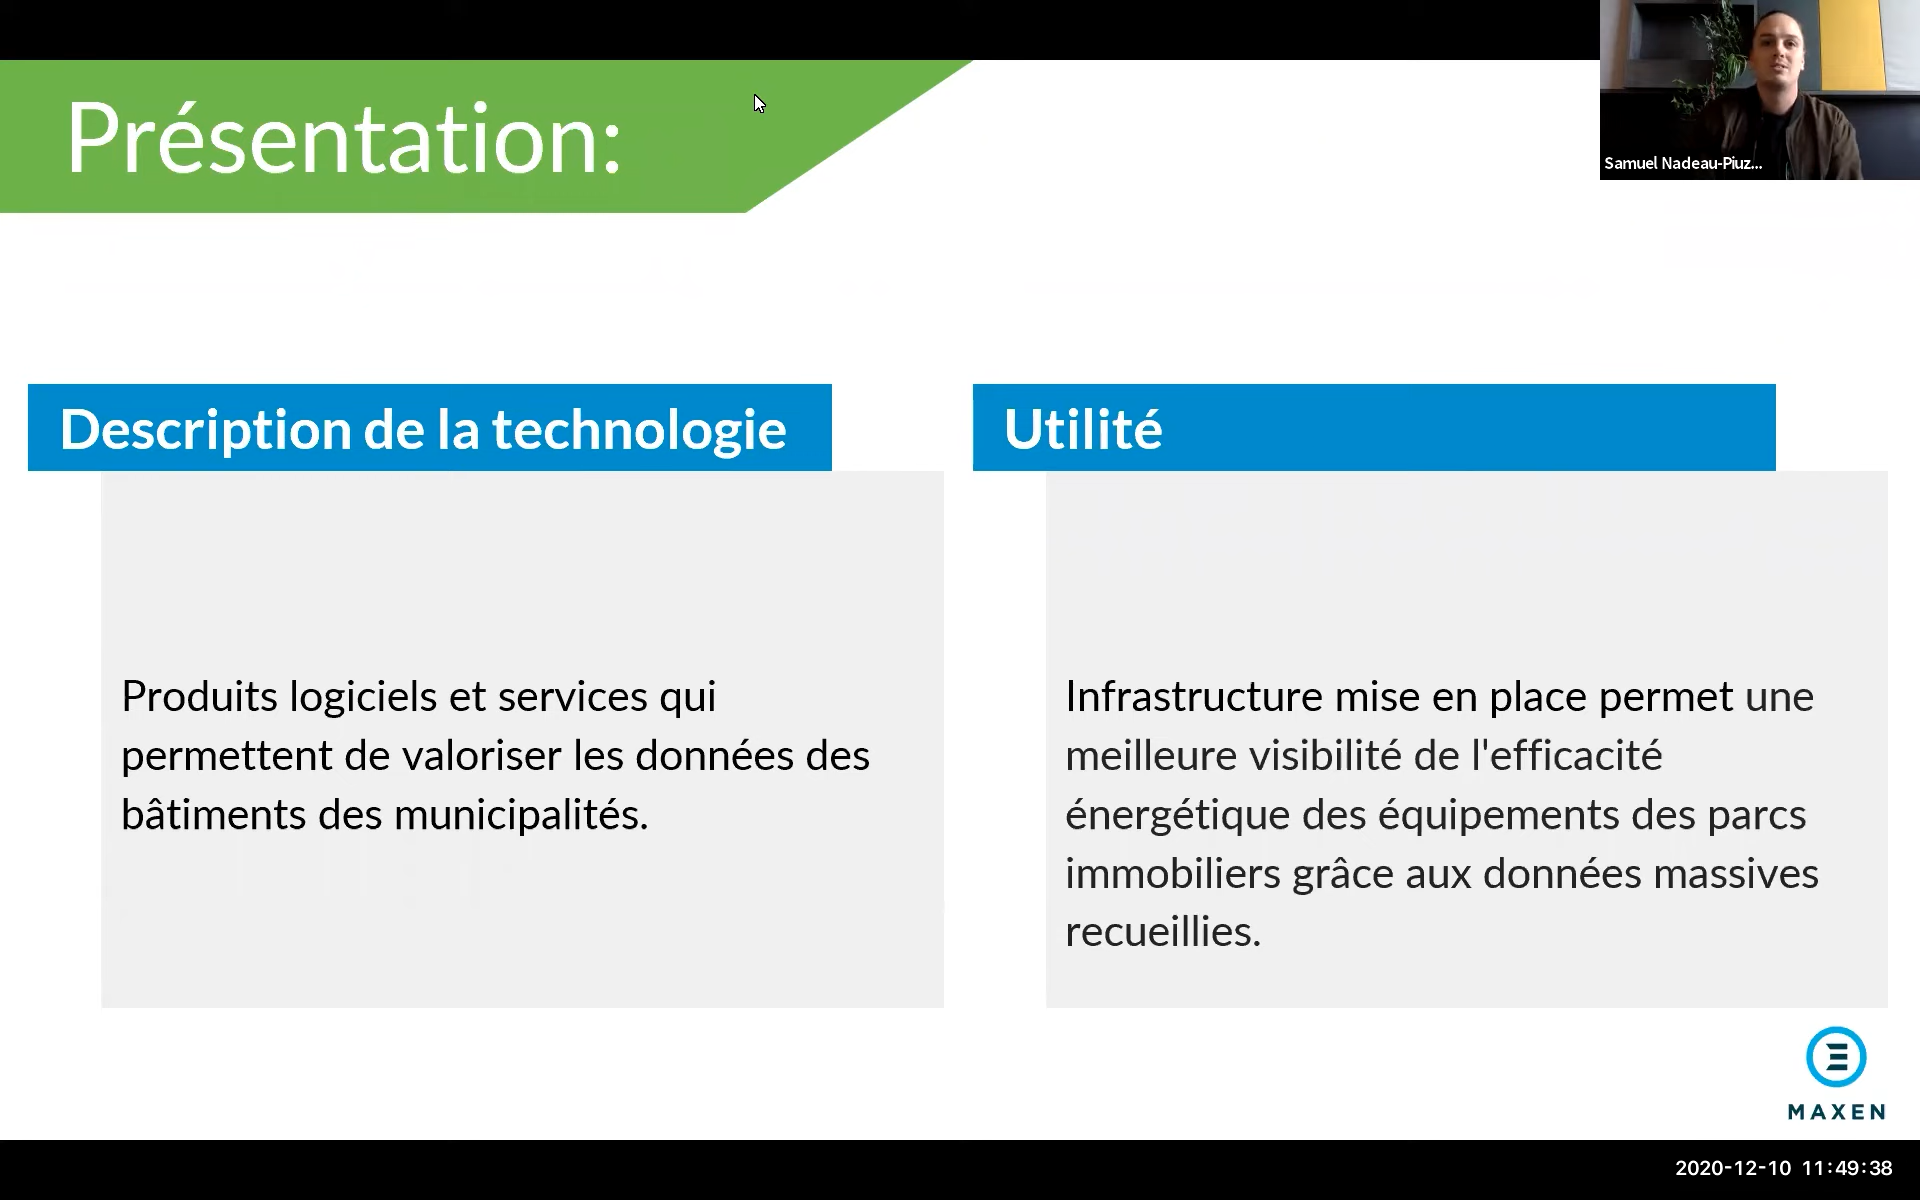 Présentation:
Samuel Nadeau-Piuz...
Description de la technologie
Produits logiciels et services qui
permettent de valoriser les données des
bâtiments des municipalités.
Utilité
Infrastructure mise en place permet une
meilleure visibilité de l'efficacité
énergétique des équipements des parcs
immobiliers grâce aux données massives
recueillies.
MAXEN
2020-12-10 11:49:38